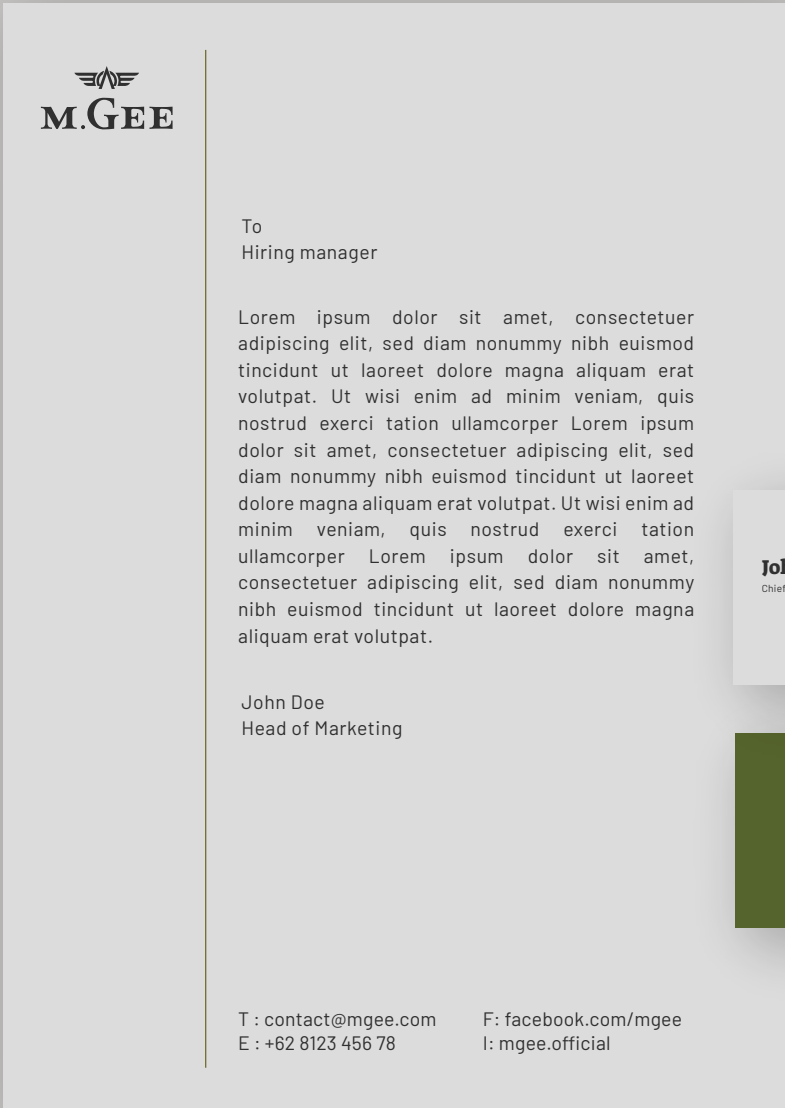 M.GEE
To
Hiring manager
Lorem ipsum dolor sit amet, consectetuer
adipiscing elit, sed diam nonummy nibh euismod
tincidunt ut laoreet dolore magna aliquam erat
volutpat. Ut wisi enim ad minim veniam, quis
nostrud exerci tation ullamcorper Lorem ipsum
dolor sit amet, consectetuer adipiscing elit, sed
diam nonummy nibh euismod tincidunt ut laoreet
dolore magna aliquam erat volutpat. Ut wisi enim ad
minim veniam, quis nostrud exerci tation
ullamcorper Lorem ipsum dolor sit amet,
consectetuer adipiscing elit, sed diam nonummy
nibh euismod tincidunt ut laoreet dolore magna
aliquam erat volutpat.
John Doe
Head of Marketing
T : contact@mgee.com
E : +62 8123 456 78
F: facebook.com/mgee
I: mgee.official
Chief